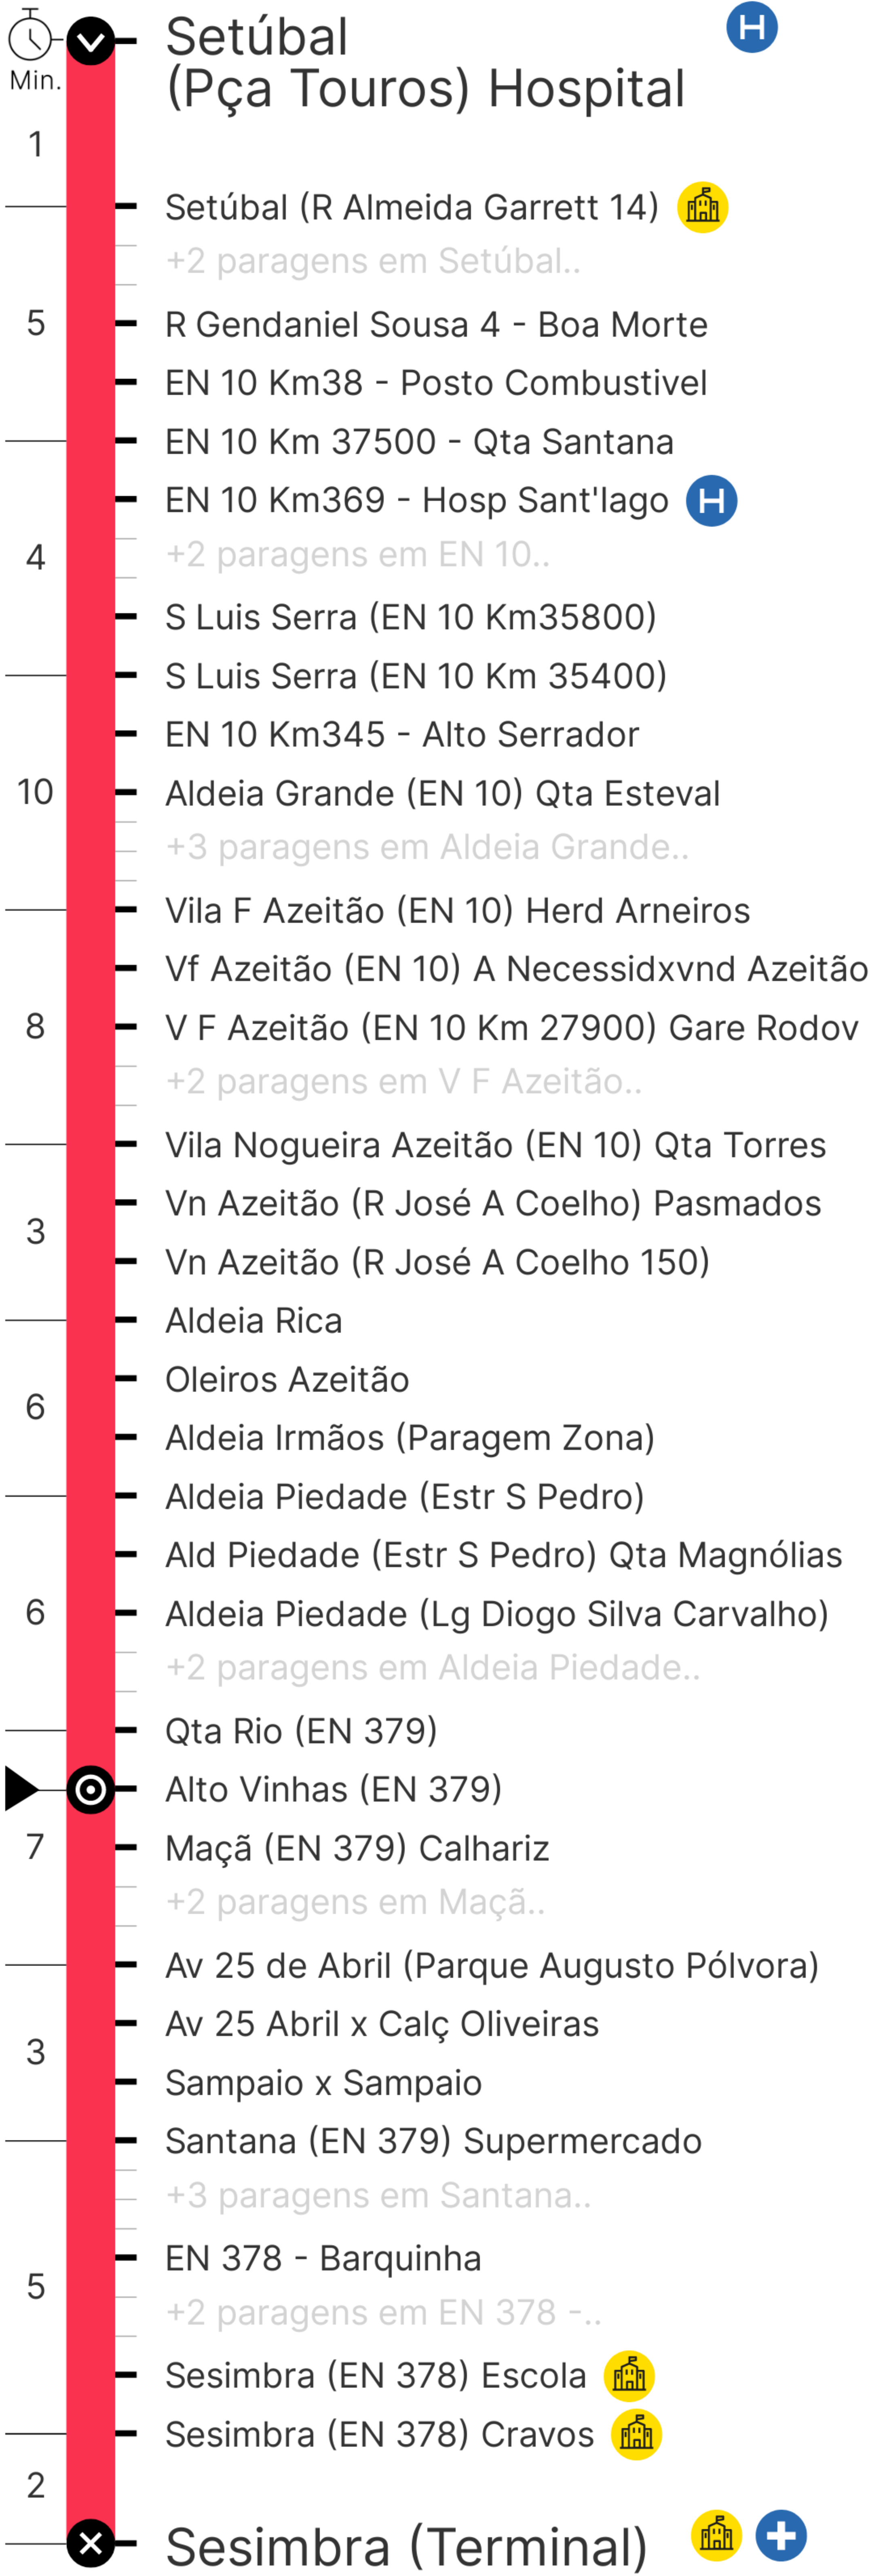 Setúbal
(Pça Touros) Hospital
H
Min.
1
Setúbal (R Almeida Garrett 14)
+2 paragens em Setúbal..
5
R Gendaniel Sousa 4 - Boa Morte
EN 10 Km38 - Posto Combustivel
EN 10 Km 37500 - Qta Santana
EN 10 Km369 - Hosp Sant'Iago H
4
+2 paragens em EN 10..
S Luis Serra (EN 10 Km35800)
S Luis Serra (EN 10 Km 35400)
EN 10 Km345 - Alto Serrador
10
Aldeia Grande (EN 10) Qta Esteval
+3 paragens em Aldeia Grande..
Vila F Azeitão (EN 10) Herd Arneiros
Vf Azeitão (EN 10) A Necessidxvnd Azeitão
8
V F Azeitão (EN 10 Km 27900) Gare Rodov
+2 paragens em V F Azeitão..
Vila Nogueira Azeitão (EN 10) Qta Torres
Vn Azeitão (R José A Coelho) Pasmados
3
Vn Azeitão (R José A Coelho 150)
Aldeia Rica
Oleiros Azeitão
6
Aldeia Irmãos (Paragem Zona)
Aldeia Piedade (Estr S Pedro)
Ald Piedade (Estr S Pedro) Qta Magnólias
6
Aldeia Piedade (Lg Diogo Silva Carvalho)
+2 paragens em Aldeia Piedade..
Qta Rio (EN 379)
Alto Vinhas (EN 379)
7
Maçã (EN 379) Calhariz
+2 paragens em Maçã..
Av 25 de Abril (Parque Augusto Pólvora)
Av 25 Abril x Calç Oliveiras
3
Sampaio x Sampaio
Santana (EN 379) Supermercado
+3 paragens em Santana..
EN 378 - Barquinha
5
+2 paragens em EN 378 -..
Sesimbra (EN 378) Escola
Sesimbra (EN 378) Cravos
2
Sesimbra (Terminal)